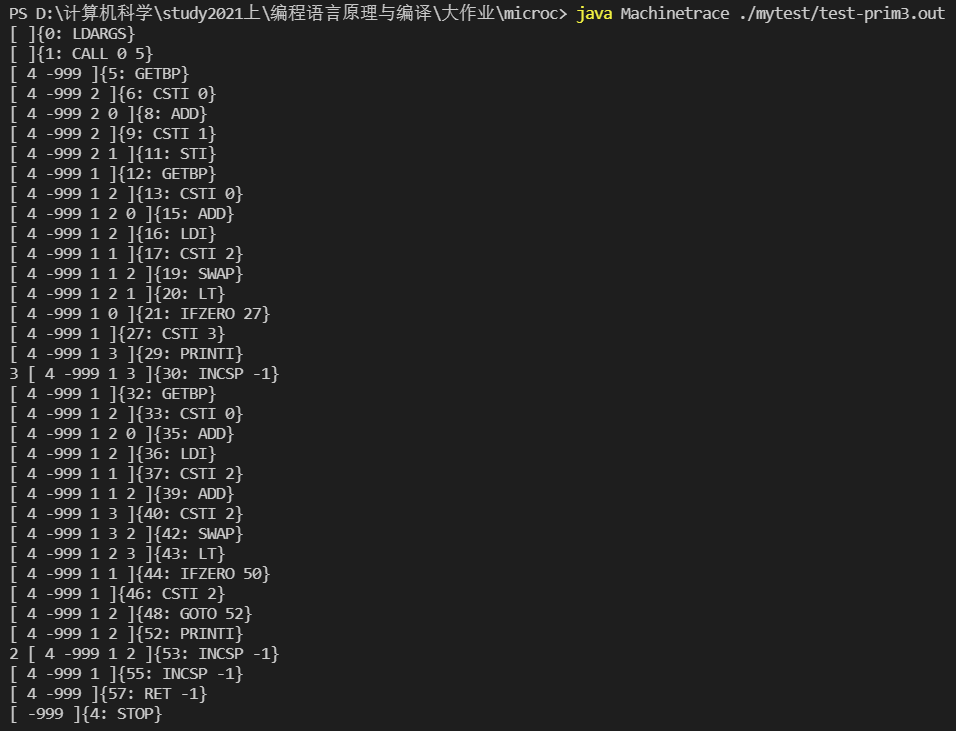 PS D:\计算机科学\study2021上\编程语言原理与编译\大作业\microc> java Machinetrace ./mytest/test-prim3.out
[ ]{0: LDARGS}
[ ]{1: CALL 0 5}
[ 4 -999 ]{5: GETBP}
[ 4 -999 2 ]{6: CSTI 0}
[ 4 -999 2 0 ]{8: ADD}
[ 4 -999 2 ]{9: CSTI 1}
[ 4 -999 2 1 ]{11: STI}
[ 4 -999 1 ]{12: GETBP}
[ 4 -999 1 2 ]{13: CSTI 0}
[ 4 -999 1 2 0 ]{15: ADD}
[ 4 -999 1 2 ]{16: LDI}
[ 4 -999 1 1 ]{17: CSTI 2}
[ 4 -999 1 1 2 ]{19: SWAP}
[ 4 -999 1 2 1 ]{20: LT}
[ 4 -999 1 0 ]{21: IFZERO 27}
[ 4 -999 1 ]{27: CSTI 3}
[ 4 -999 1 3 ]{29: PRINTI}
3 [ 4 -999 1 3 ]{30: INCSP -1}
[ 4 -999 1 ]{32: GETBP}
[ 4 -999 1 2 ]{33: CSTI 0}
[ 4 -999 1 2 0 ]{35: ADD}
[ 4 -999 1 2 ]{36: LDI}
[ 4 -999 1 1 ]{37: CSTI 2}
[ 4 -999 1 1 2 ]{39: ADD}
[ 4 -999 1 3 ]{40: CSTI 2}
[ 4 -999 1 3 2 ]{42: SWAP}
[ 4 -999 1 2 3 ]{43: LT}
[ 4 -999 1 1 ]{44: IFZERO 50}
[ 4 -999 1 ]{46: CSTI 2}
[ 4 -999 1 2 ]{48: GOTO 52}
[ 4 -999 1 2 ]{52: PRINTI}
2 [ 4 -999 1 2 ]{53: INCSP -1}
[ 4 -999 1 ]{55: INCSP -1}
[ 4 -999 ]{57: RET -1}
[ -999 ]{4: STOP}